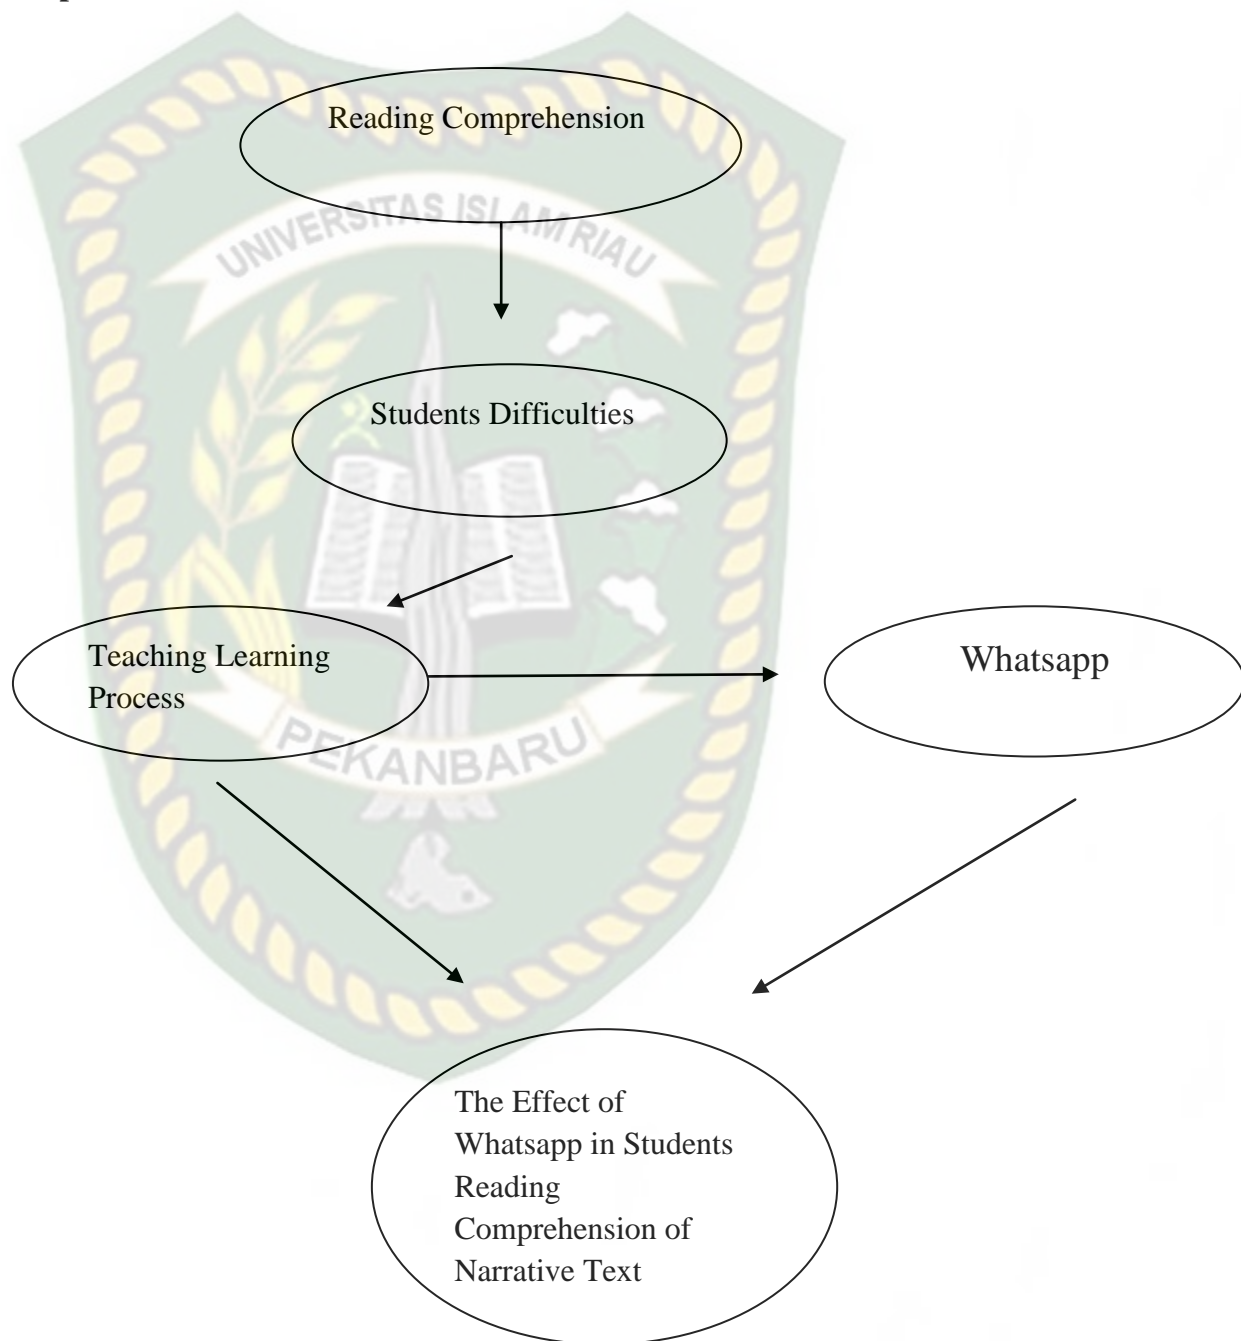 Reading Comprehension
UNIVERSITAS ISLAM RIAU
Students Difficulties
Teaching Learning
Process
Whatsapp
PEKANBARU
The Effect of
Whatsapp in Students
Reading
Comprehension of
Narrative Text